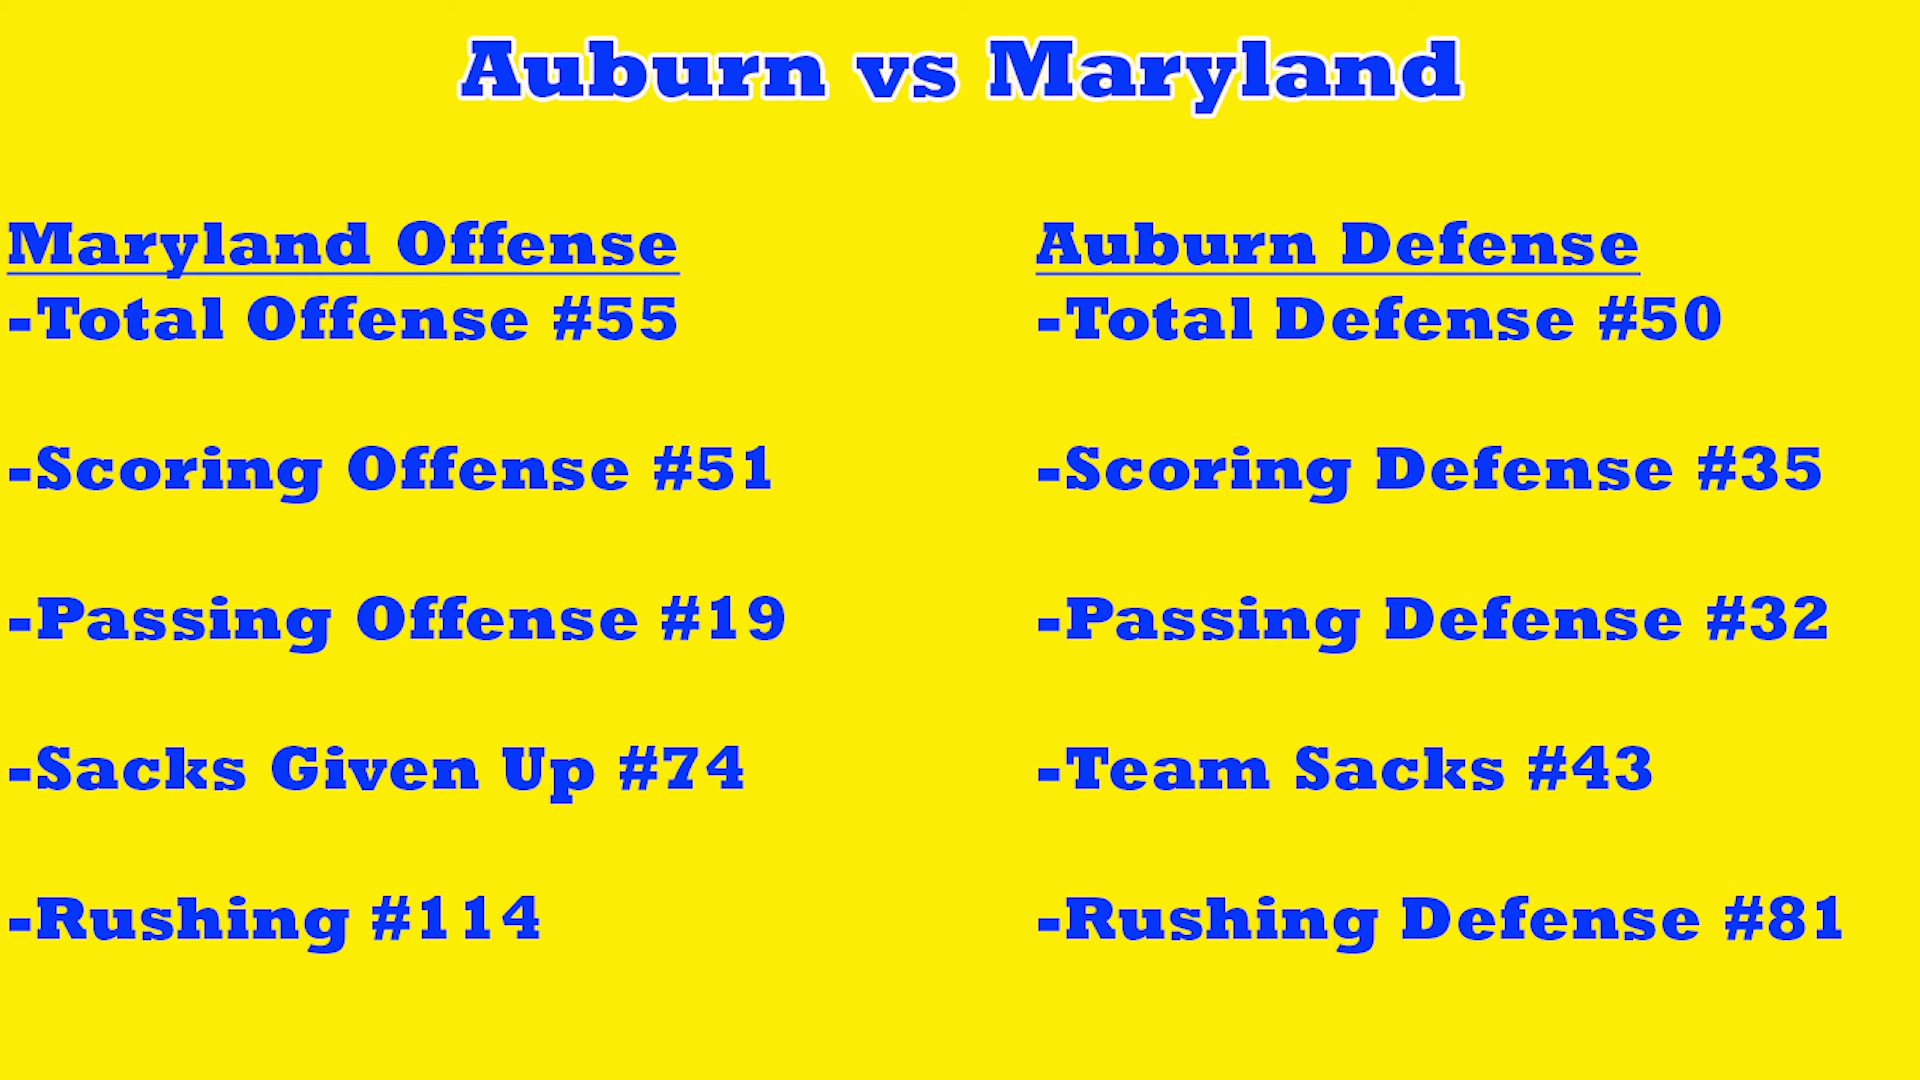 Auburn vs Maryland
Maryland Offense
-Total Offense #55
-Scoring Offense #51
-Passing Offense #19
-Sacks Given Up #74
-Rushing #114
Auburn Defense
-Total Defense #50
-Scoring Defense #35
-Passing Defense #32
-Team Sacks #43
-Rushing Defense #81